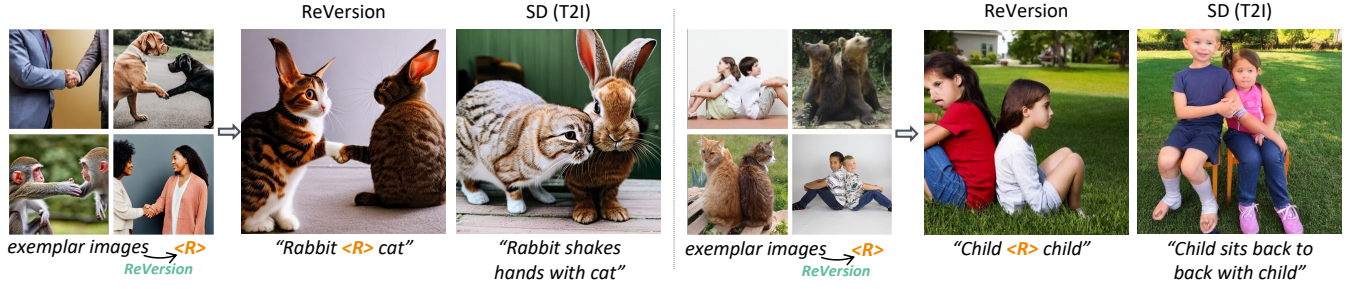 ReVersion
SD (T2I)
exemplar images <R>
ReVersion
“Rabbit <R> cat”
“Rabbit shakes
hands with cat”
ReVersion
SD (T2I)
exemplar images <R>
ReVersion
“Child <R> child”
“Child sits back to
back with child”